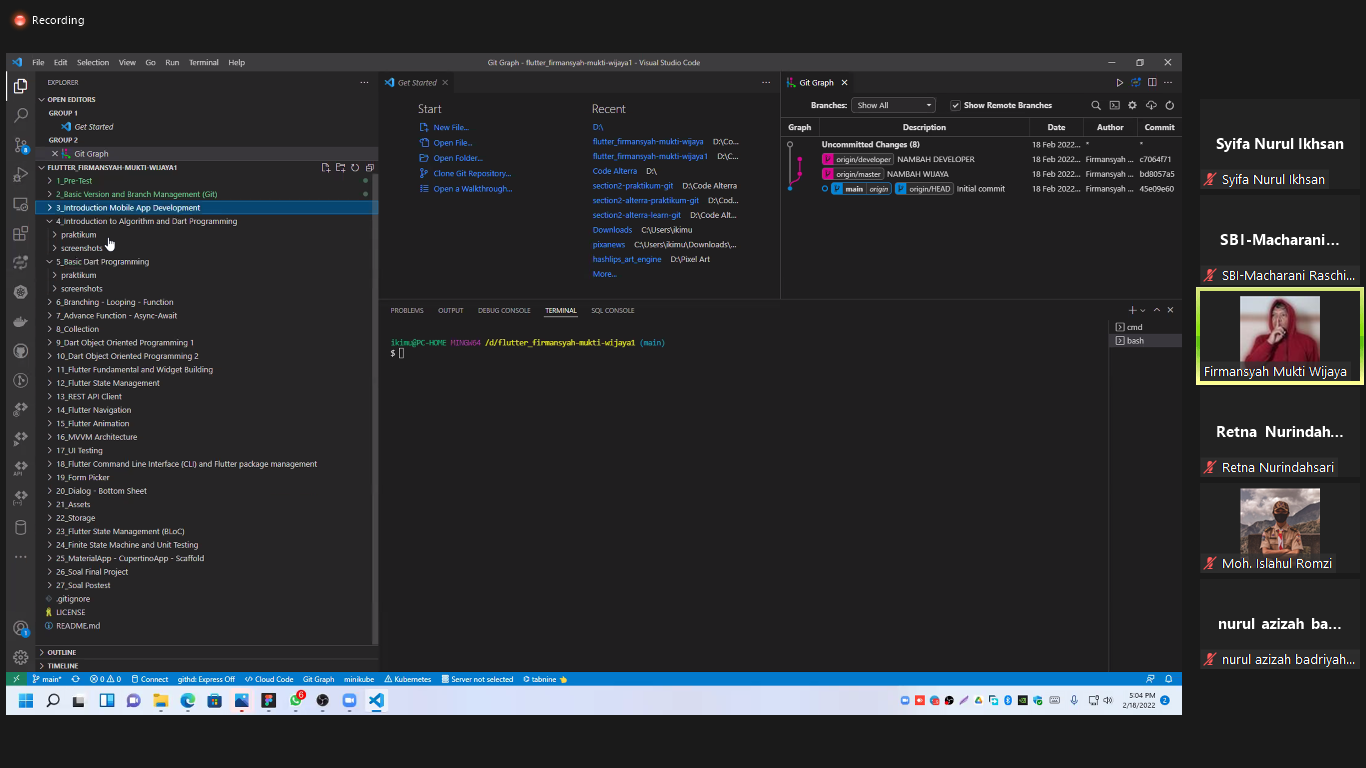 Recording
File Edit Selection View Go Run Terminal Help
Git Graph - flutter_firmansyah-mukti-wijaya1 - Visual Studio Code
EXPLORER
OPEN EDITORS
GROUP 1
Get Started
GROUP 2
Git Graph
FLUTTER_FIRMANSYAH-MUKTI-WIJAYA1
1_Pre-Test
2_Basic Version and Branch Management (Git)
3_Introduction Mobile App Development
4_Introduction to Algorithm and Dart Programming
praktikum
screenshots
5_Basic Dart Programming
praktikum
screenshots
6_Branching - Looping - Function
7_Advance Function - Async-Await
8_Collection
9_Dart Object Oriented Programming 1
10_Dart Object Oriented Programming 2
11_Flutter Fundamental and Widget Building
12_Flutter State Management
13_REST API Client
14_Flutter Navigation
15_Flutter Animation
16_MVVM Architecture
17_UI Testing
18_Flutter Command Line Interface (CLI) and Flutter package management
19_Form Picker
20_Dialog - Bottom Sheet
21_Assets
22_Storage
23_Flutter State Management (BLoC)
24_Finite State Machine and Unit Testing
25_MaterialApp - CupertinoApp - Scaffold
26_Soal Final Project
27_Soal Postest
.gitignore
LICENSE
README.md
OUTLINE
TIMELINE
8
API
1
Get Started
Start
New File...
Open File...
Open Folder...
Clone Git Repository...
Open a Walkthrough...
Recent
D:\
flutter_firmansyah-mukti-wijaya D:\Co...
flutter_firmansyah-mukti-wijaya1 D:\C...
Code Alterra D:\
section2-praktikum-git D:\Code Alterra
section2-alterra-praktikum-git D:\Cod...
section2-alterra-learn-git D:\Code Alt...
Downloads C:\Users\ikimu
pixanews C:\Users\ikimu\Downloads\...
hashlips_art_engine D:\Pixel Art
More...
Git Graph
Branches: Show All Show Remote Branches
Graph Description Date Author Commit
Uncommitted Changes (8) 18 Feb 2022... * *
origin/developer NAMBAH DEVELOPER 18 Feb 2022... Firmansyah ... c7064f71
origin/master NAMBAH WIJAYA 18 Feb 2022... Firmansyah ... bd8057a5
main origin origin/HEAD Initial commit 18 Feb 2022... Firmansyah ... 45e09e60
PROBLEMS OUTPUT DEBUG CONSOLE TERMINAL SQL CONSOLE
cmd
bash
ikimu@PC-HOME MINGW64 /d/flutter_firmansyah-mukti-wijaya1 (main)
$
main* 0 0 Connect githd: Express Off Cloud Code Git Graph minikube Kubernetes Server not selected tabnine
6
5:04 PM
2/18/2022
2
Syifa Nurul Ikhsan
Syifa Nurul Ikhsan
SBI-Macharani...
SBI-Macharani Raschi...
Firmansyah Mukti Wijaya
Retna Nurindah...
Retna Nurindahsari
Moh. Islahul Romzi
nurul azizah ba...
nurul azizah badriyah...